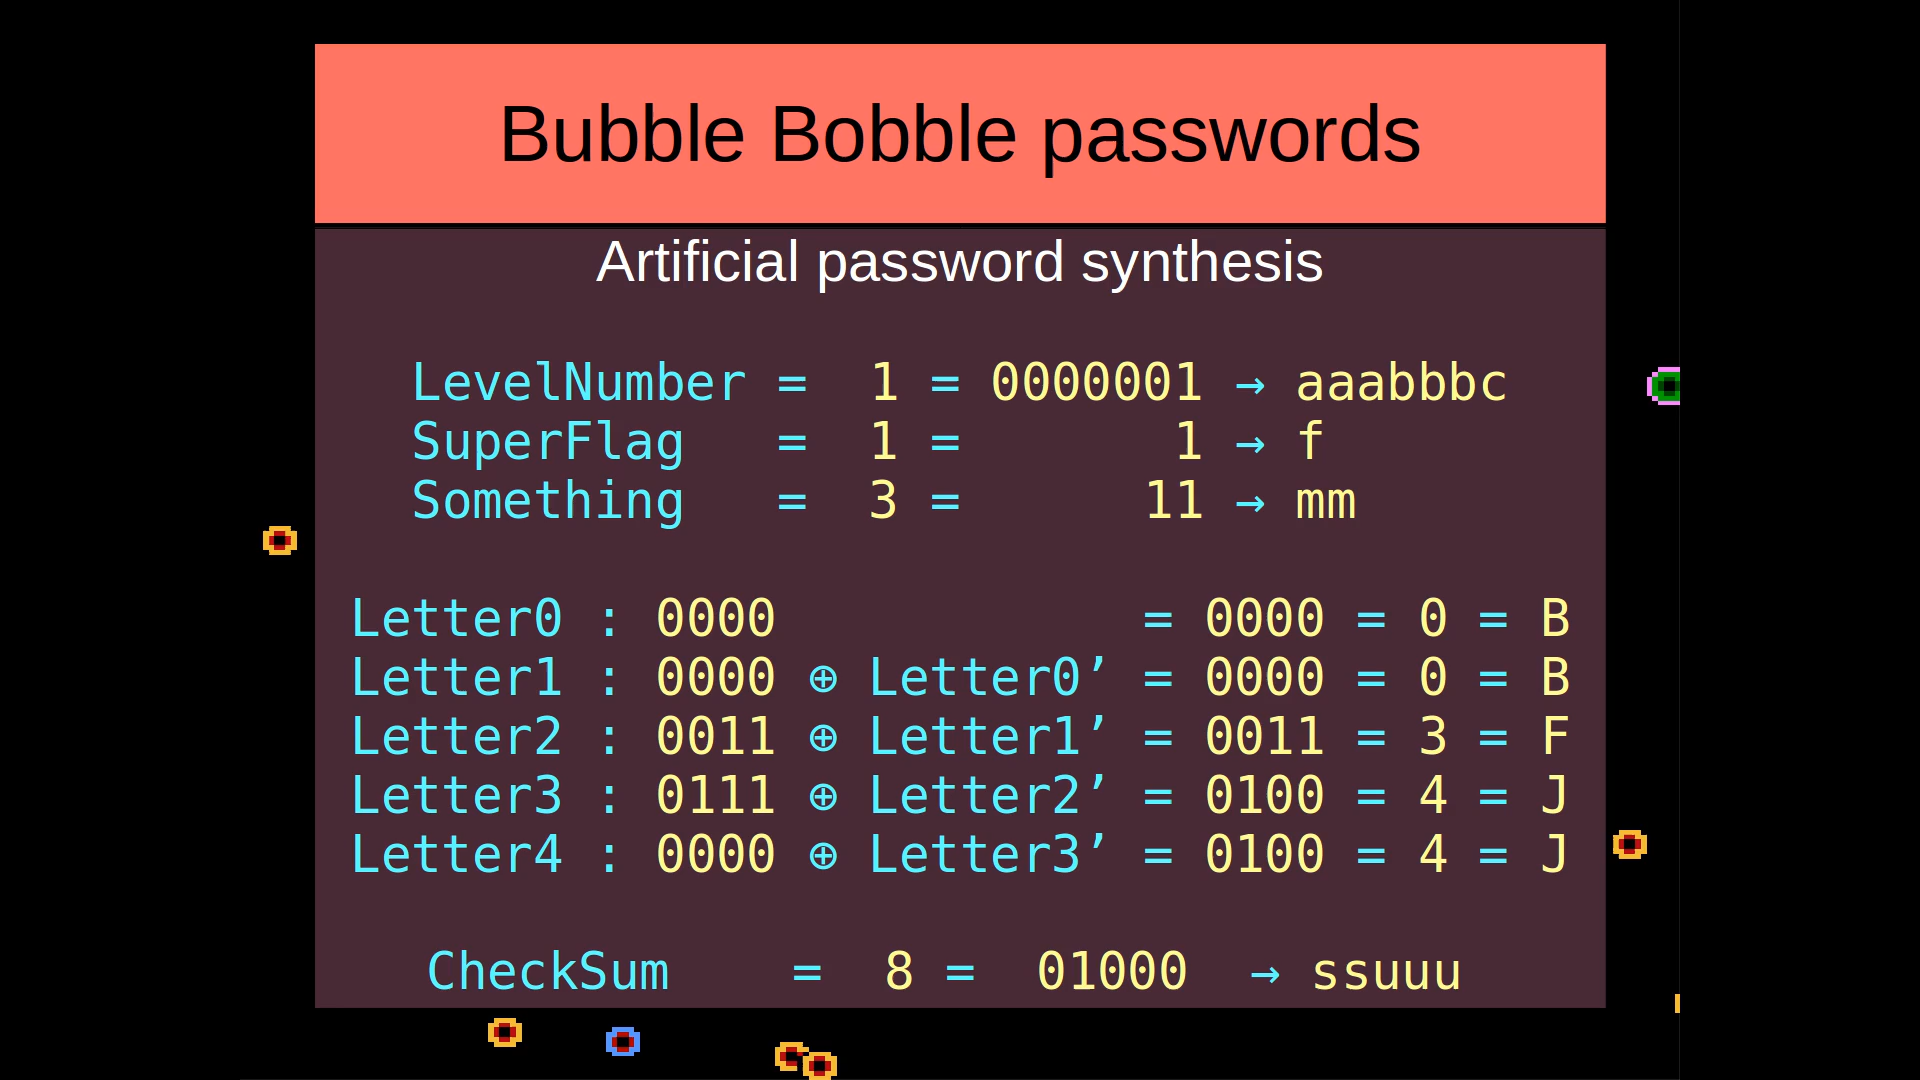 Bubble Bobble passwords
Artificial password synthesis
LevelNumber = 1 = 0000001 → aaabbbc
SuperFlag = 1 = 1 → f
Something = 3 = 11 → mm
Letter0 : 0000 = 0000 = 0 = B
Letter1 : 0000 ⊕ Letter0’ = 0000 = 0 = B
Letter2 : 0011 ⊕ Letter1’ = 0011 = 3 = F
Letter3 : 0111 ⊕ Letter2’ = 0100 = 4 = J
Letter4 : 0000 ⊕ Letter3’ = 0100 = 4 = J
CheckSum = 8 = 01000 → ssuuu